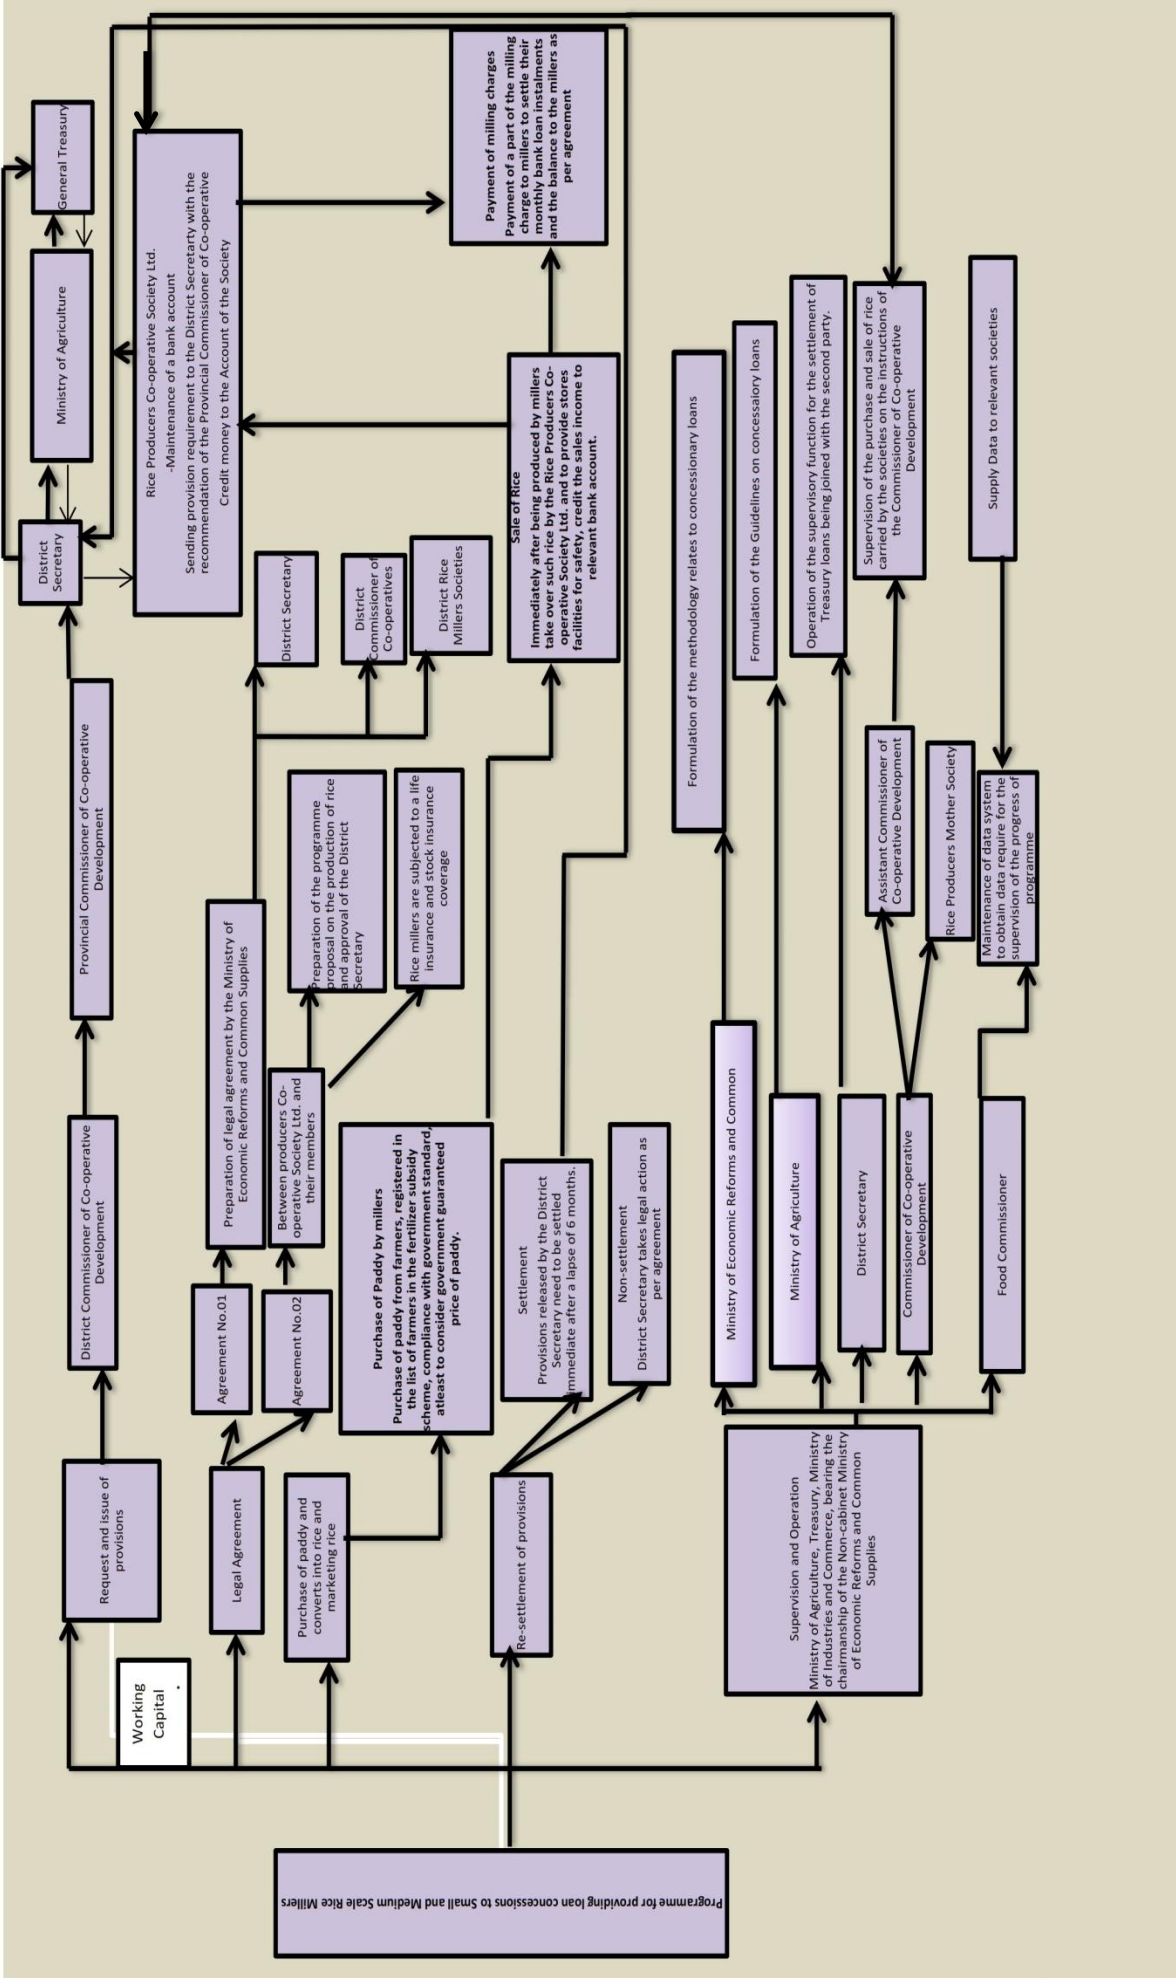 Programme for providing loan concessions to Small and Medium Scale Rice Millers
Working
Capital
.
Request and issue of
provisions
District Commissioner of Co-operative
Development
Provincial Commissioner of Co-operative
Development
District
Secretary
Ministry of Agriculture
General Treasury
Rice Producers Co-operative Society Ltd.
-Maintenance of a bank account
Sending provision requirement to the District Secretarty with the
recommendation of the Provincial Commissioner of Co-operative
Credit money to the Account of the Society
Legal Agreement
Agreement No.01
Preparation of legal agreement by the Ministry of
Economic Reforms and Common Supplies
District Secretary
District
Commissioner of
Co-operatives
District Rice
Millers Societies
Agreement No.02
Between producers Co-
operative Society Ltd. and
their members
Preparation of the programme
proposal on the production of rice
and approval of the District
Secretary
Rice millers are subjected to a life
insurance and stock insurance
coverage
Purchase of paddy and
converts into rice and
marketing rice
Purchase of Paddy by millers
Purchase of paddy from farmers, registered in
the list of farmers in the fertilizer subsidy
scheme, compliance with government standard,
atleast to consider government guaranteed
price of paddy.
Sale of Rice
Immediately after being produced by millers
take over such rice by the Rice Producers Co-
operative Society Ltd. and to provide stores
facilities for safety, credit the sales income to
relevant bank account.
Payment of milling charges
Payment of a part of the milling
charge to millers to settle their
monthly bank loan instalments
and the balance to the millers as
per agreement
Re-settlement of provisions
Settlement
Provisions released by the District
Secretary need to be settled
immediate after a lapse of 6 months.
Non-settlement
District Secretary takes legal action as
per agreement
Supervision and Operation
Ministry of Agriculture, Treasury, Ministry
of Industries and Commerce, bearing the
chairmanship of the Non-cabinet Ministry
of Economic Reforms and Common
Supplies
Ministry of Economic Reforms and Common
Formulation of the methodology relates to concessionary loans
Ministry of Agriculture
Formulation of the Guidelines on concessaiory loans
District Secretary
Operation of the supervisory function for the settlement of
Treasury loans being joined with the second party.
Commissioner of Co-operative
Development
Assistant Commissioner of
Co-operative Development
Supervision of the purchase and sale of rice
carried by the societies on the instructions of
the Commissioner of Co-operative
Development
Rice Producers Mother Society
Food Commissioner
Maintenance of data system
to obtain data require for the
supervision of the progress of
programme
Supply Data to relevant societies